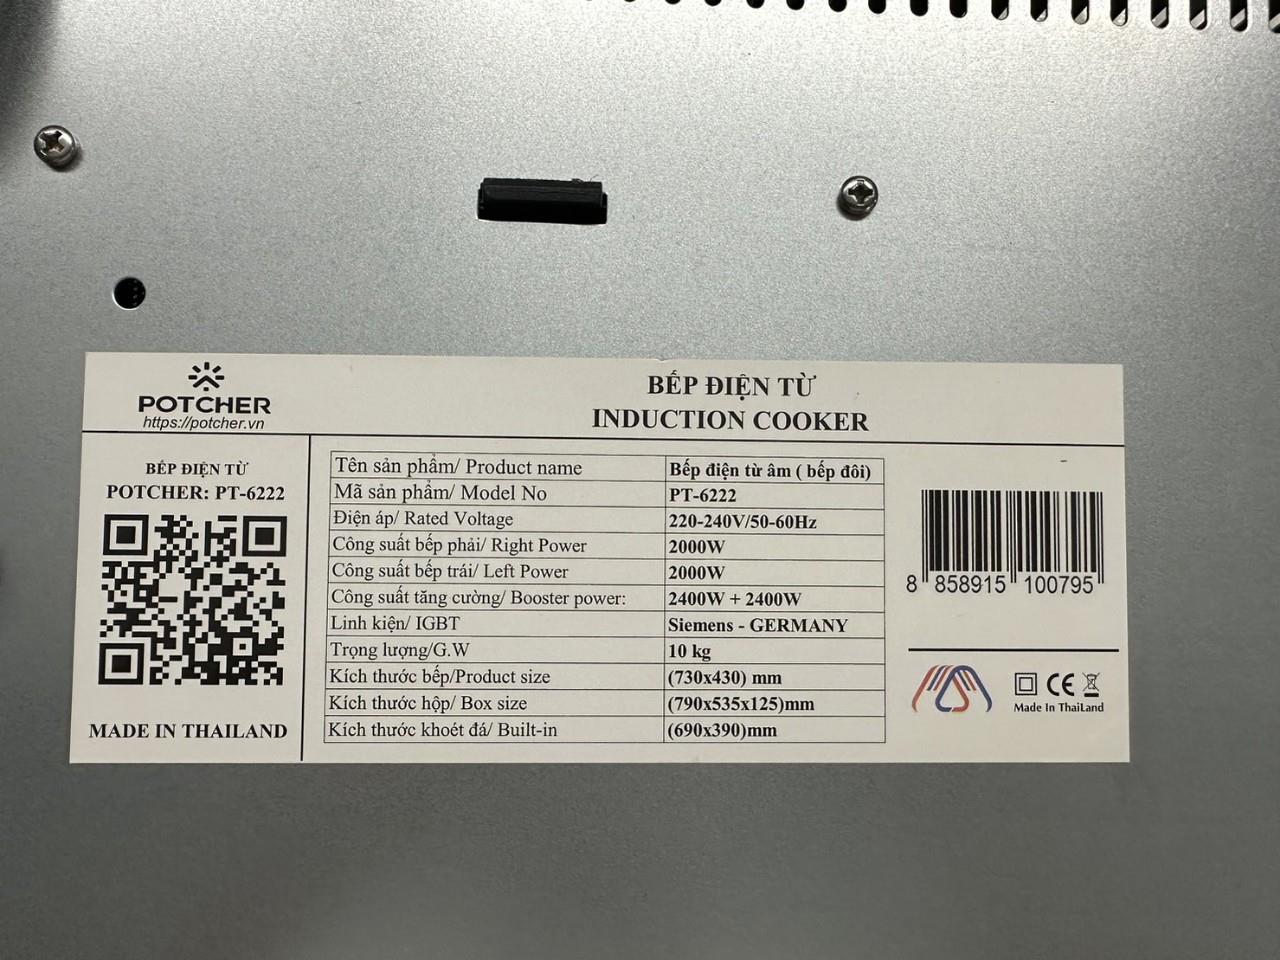 POTCHER
https://potcher.vn
BẾP ĐIỆN TỪ
INDUCTION COOKER
BẾP ĐIỆN TỪ
POTCHER: PT-6222
MADE IN THAILAND
Tên sản phẩm/ Product name Bếp điện từ âm ( bếp đôi)
Mã sản phẩm/ Model No PT-6222
Điện áp/ Rated Voltage 220-240V/50-60Hz
Công suất bếp phải/ Right Power 2000W
Công suất bếp trái/ Left Power 2000W
Công suất tăng cường/ Booster power: 2400W + 2400W
Linh kiện/ IGBT Siemens - GERMANY
Trọng lượng/G.W 10 kg
Kích thước bếp/Product size (730x430) mm
Kích thước hộp/ Box size (790x535x125)mm
Kích thước khoét đá/ Built-in (690x390)mm
8 858915 100795
CE
Made In ThaiLand